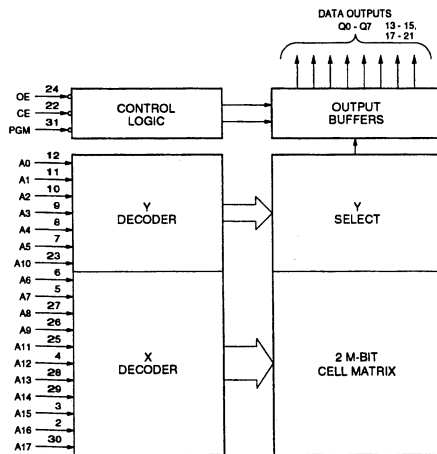 DATA OUTPUTS
Q0 - Q7 13 - 15,
17 - 21
OE 24
CE 22
PGM 31
CONTROL
LOGIC
OUTPUT
BUFFERS
A0 12
A1 11
A2 10
A3 9
A4 8
A5 7
A10 23
Y
DECODER
Y
SELECT
A6 6
A7 5
A8 27
A9 26
A11 25
A12 4
A13 28
A14 29
A15 3
A16 2
A17 30
X
DECODER
2 M-BIT
CELL MATRIX